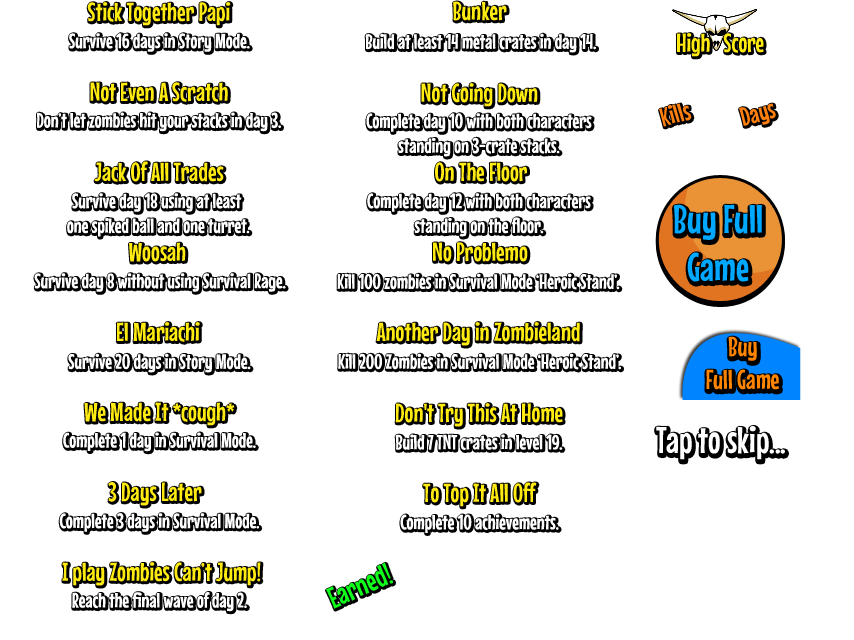 Stick Together Papi
Survive 16 days in Story Mode.
Not Even A Scratch
Don't let zombies hit your stacks in day 3.
Jack Of All Trades
Survive day 18 using at least
one spiked ball and one turret.
Woosah
Survive day 8 without using Survival Rage.
El Mariachi
Survive 20 days in Story Mode.
We Made It *cough*
Complete 1 day in Survival Mode.
3 Days Later
Complete 3 days in Survival Mode.
I play Zombies Can't Jump!
Reach the final wave of day 2.
Bunker
Build at least 14 metal crates in day 14.
Not Going Down
Complete day 10 with both characters
standing on 3-crate stacks.
On The Floor
Complete day 12 with both characters
standing on the floor.
No Problemo
Kill 100 zombies in Survival Mode 'Heroic Stand'.
Another Day in Zombieland
Kill 200 Zombies in Survival Mode 'Heroic Stand'.
Don't Try This At Home
Build 7 TNT crates in level 19.
To Top It All Off
Complete 10 achievements.
Earned!
High Score
Kills
Days
Buy Full
Game
Buy
Full Game
Tap to skip...